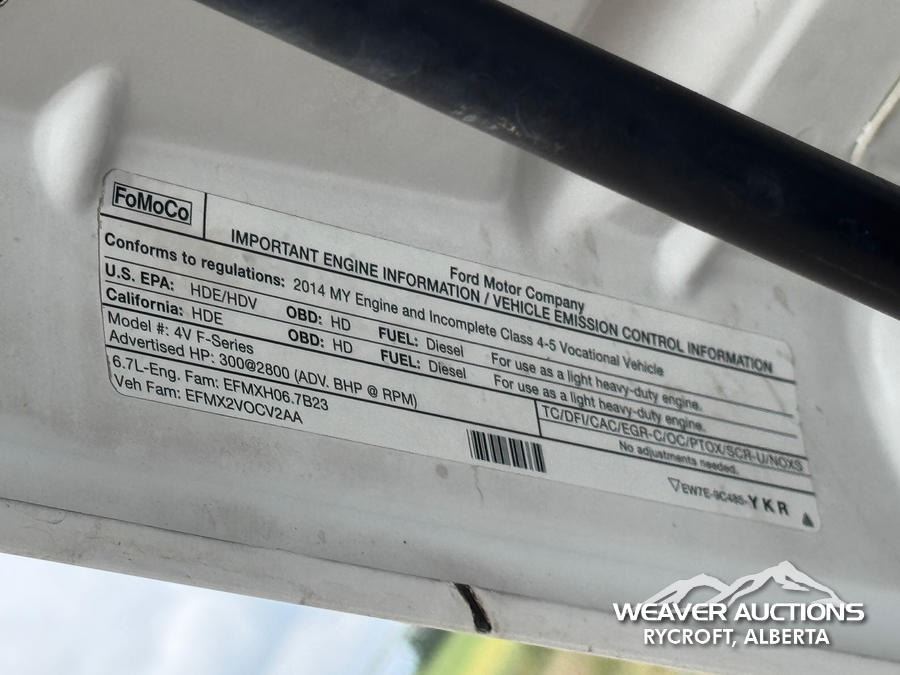 FoMoCo
Ford Motor Company
IMPORTANT ENGINE INFORMATION / VEHICLE EMISSION CONTROL INFORMATION
Conforms to regulations: 2014 MY Engine and Incomplete Class 4-5 Vocational Vehicle
U.S. EPA: HDE/HDV OBD: HD FUEL: Diesel For use as a light heavy-duty engine.
California: HDE OBD: HD FUEL: Diesel For use as a light heavy-duty engine.
Model #: 4V F-Series
Advertised HP: 300@2800 (ADV. BHP @ RPM)
6.7L-Eng. Fam: EFMXH06.7B23
Veh Fam: EFMX2VOCV2AA
TC/DFI/CAC/EGR-C/OC/PTOX/SCR-U/NOXS
No adjustments needed.
EW7E-9C485-YKR
WEAVER AUCTIONS
RYCROFT, ALBERTA